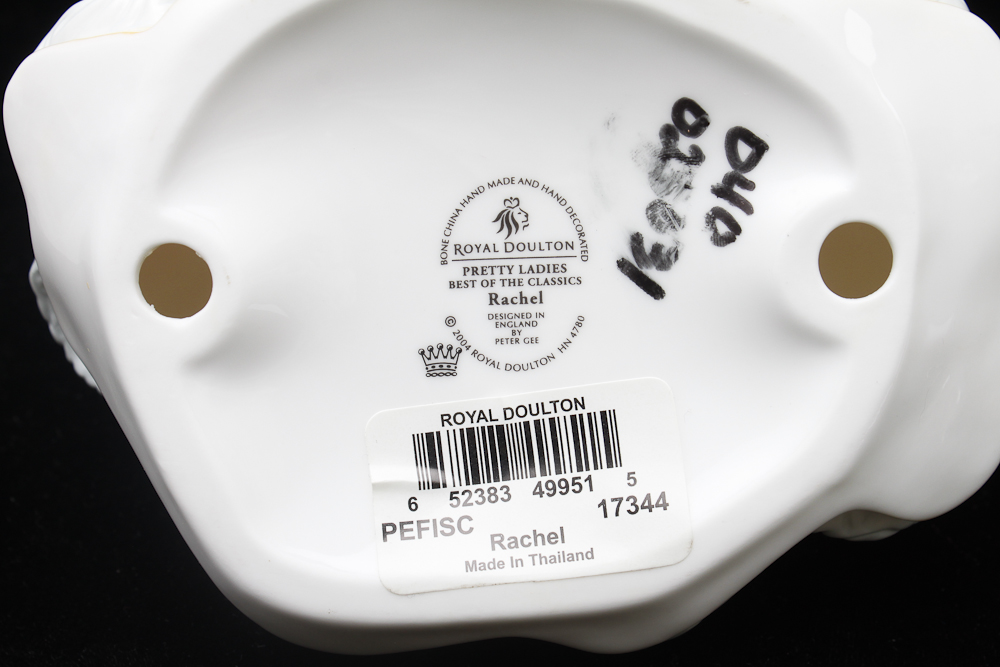 BONE CHINA HAND MADE AND HAND DECORATED
ROYAL DOULTON
PRETTY LADIES
BEST OF THE CLASSICS
Rachel
DESIGNED IN
ENGLAND
BY
PETER GEE
© 2004 ROYAL DOULTON HN 4780
ROYAL DOULTON
6 52383 49951 5
PEFISC 17344
Rachel
Made In Thailand